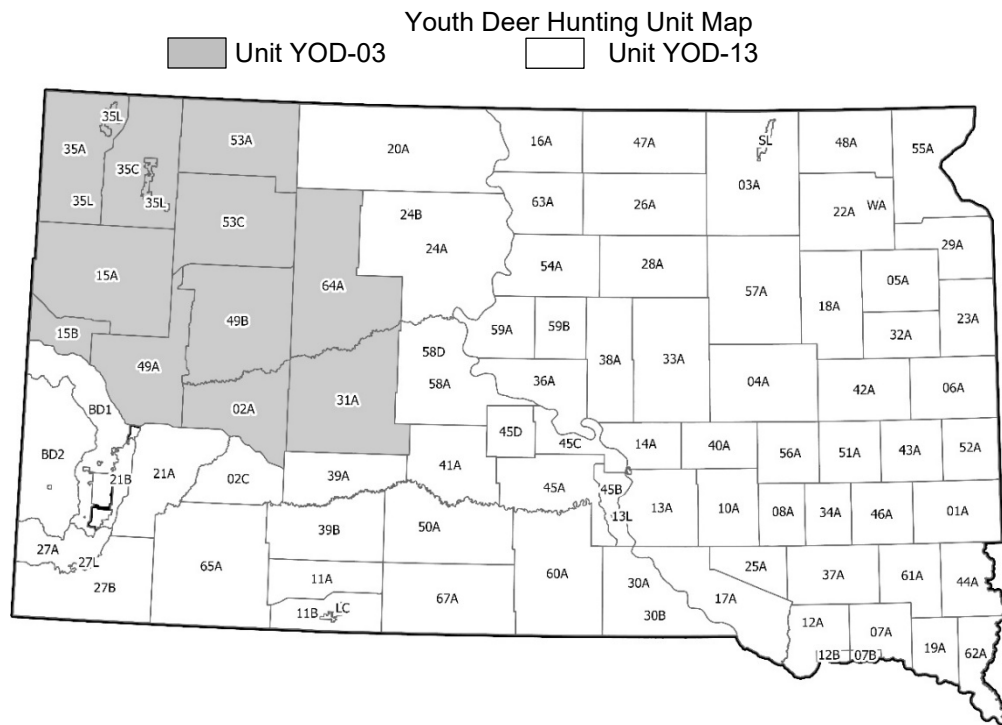 Youth Deer Hunting Unit Map
Unit YOD-03 Unit YOD-13
35L
53A
16A 47A SL 48A 55A
35A 20A
35C 03A
35L 35L 63A 26A 22A WA
53C 24B
24A 29A
15A 54A 28A 05A
64A 57A 18A
49B 59A 59B 23A
15B 32A
58D 38A 33A
49A 58A 36A 04A 42A 06A
02A 31A
BD1
45D 45C 14A 40A 56A 51A 43A 52A
BD2 21B 21A 02C 39A 41A 45A 45B
13L 13A 10A 08A 34A 46A 01A
39B 50A
27A 27L 65A 11A 60A 30A 25A 37A 61A 44A
27B 11B LC 67A 30B 17A
12A 07A
12B 07B 19A 62A